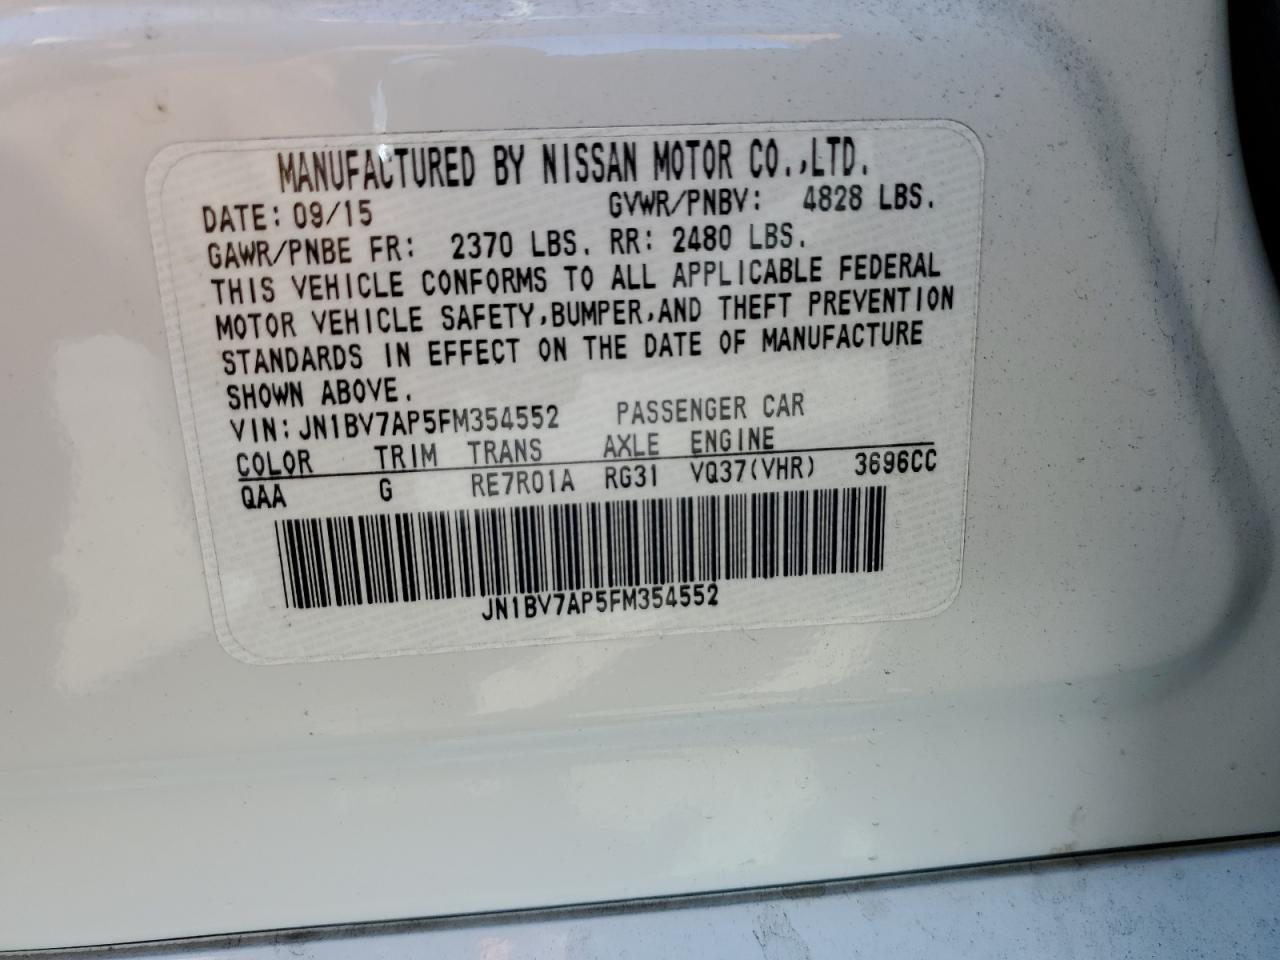 MANUFACTURED BY NISSAN MOTOR CO.,LTD.
DATE: 09/15 GVWR/PNBV: 4828 LBS.
GAWR/PNBE FR: 2370 LBS. RR: 2480 LBS.
THIS VEHICLE CONFORMS TO ALL APPLICABLE FEDERAL
MOTOR VEHICLE SAFETY,BUMPER,AND THEFT PREVENTION
STANDARDS IN EFFECT ON THE DATE OF MANUFACTURE
SHOWN ABOVE.
VIN: JN1BV7AP5FM354552 PASSENGER CAR
COLOR TRIM TRANS AXLE ENGINE
QAA G RE7R01A RG31 VQ37(VHR) 3696CC
JN1BV7AP5FM354552